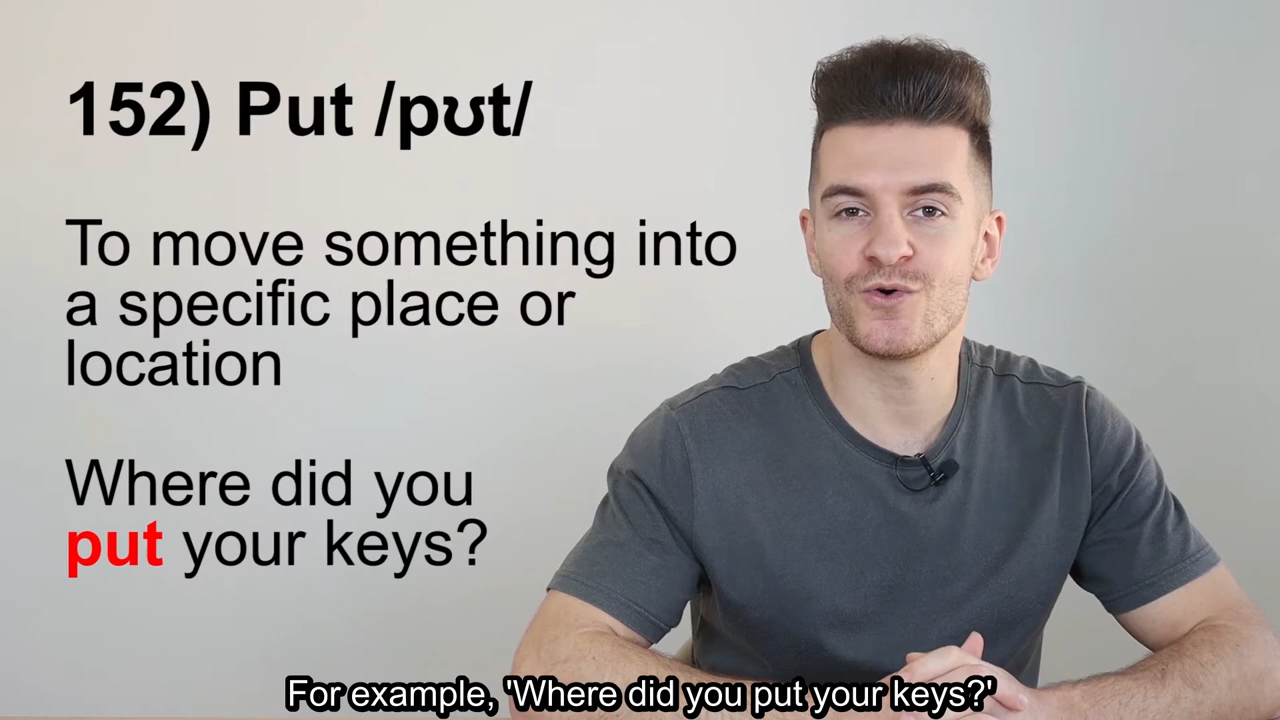 152) Put /pʊt/
To move something into
a specific place or
location
Where did you
put your keys?
For example, 'Where did you put your keys?'